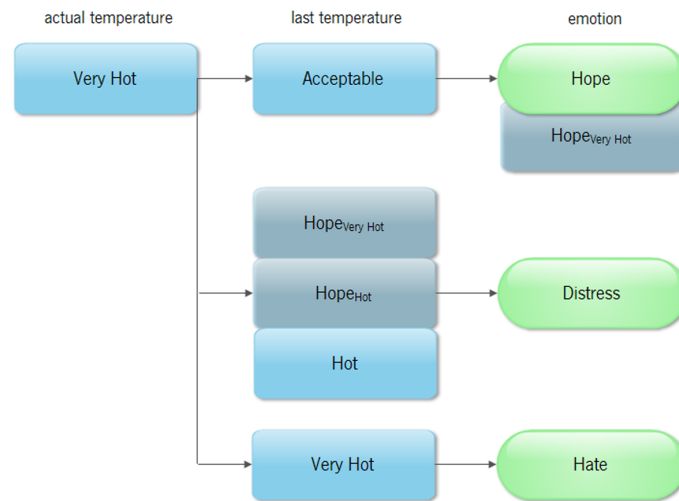 actual temperature last temperature emotion
Very Hot Acceptable Hope
HopeVery Hot
HopeVery Hot
HopeHot Distress
Hot
Very Hot Hate